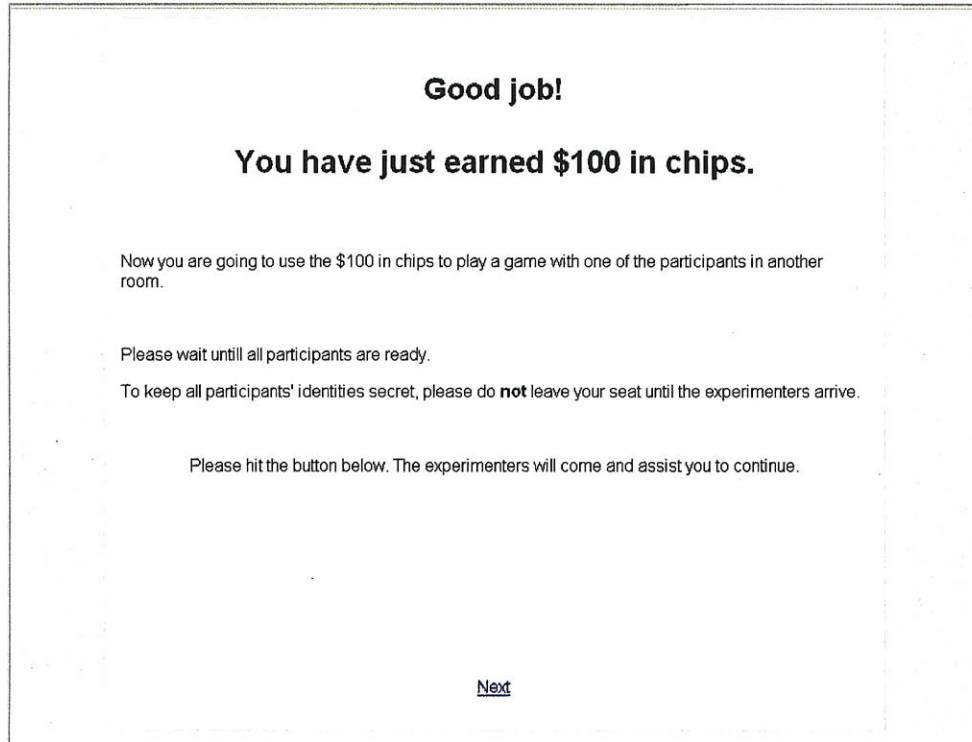 Good job!
You have just earned $100 in chips.
Now you are going to use the $100 in chips to play a game with one of the participants in another
room.
Please wait untill all participants are ready.
To keep all participants' identities secret, please do not leave your seat until the experimenters arrive.
Please hit the button below. The experimenters will come and assist you to continue.
Next